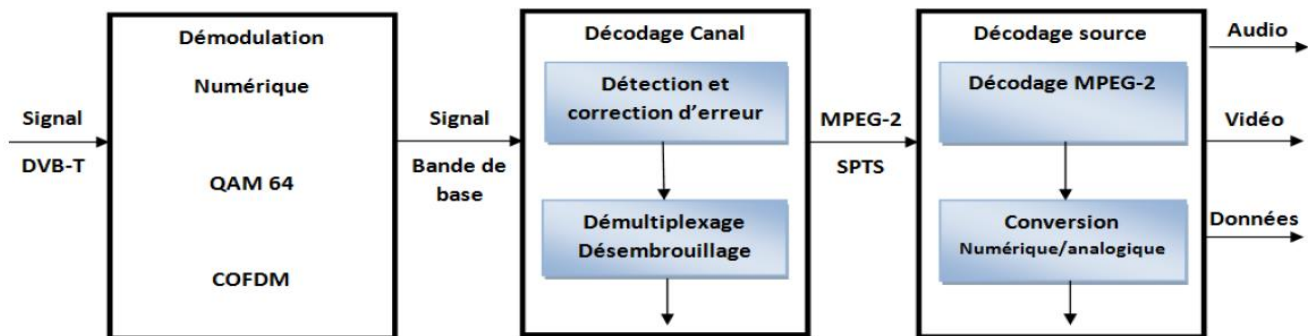 Signal
DVB-T
Démodulation
Numérique
QAM 64
COFDM
Signal
Bande de
base
Décodage Canal
Détection et
correction d’erreur
Démultiplexage
Désembrouillage
MPEG-2
SPTS
Décodage source
Décodage MPEG-2
Conversion
Numérique/analogique
Audio
Vidéo
Données